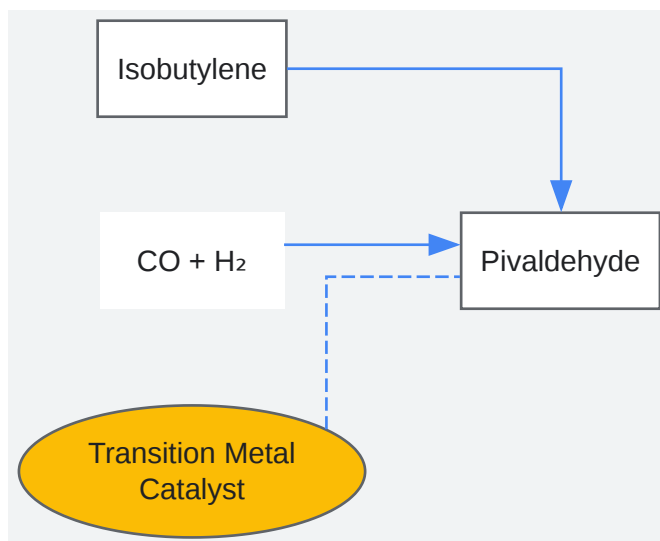 Isobutylene
CO + H₂
Pivaldehyde
Transition Metal
Catalyst